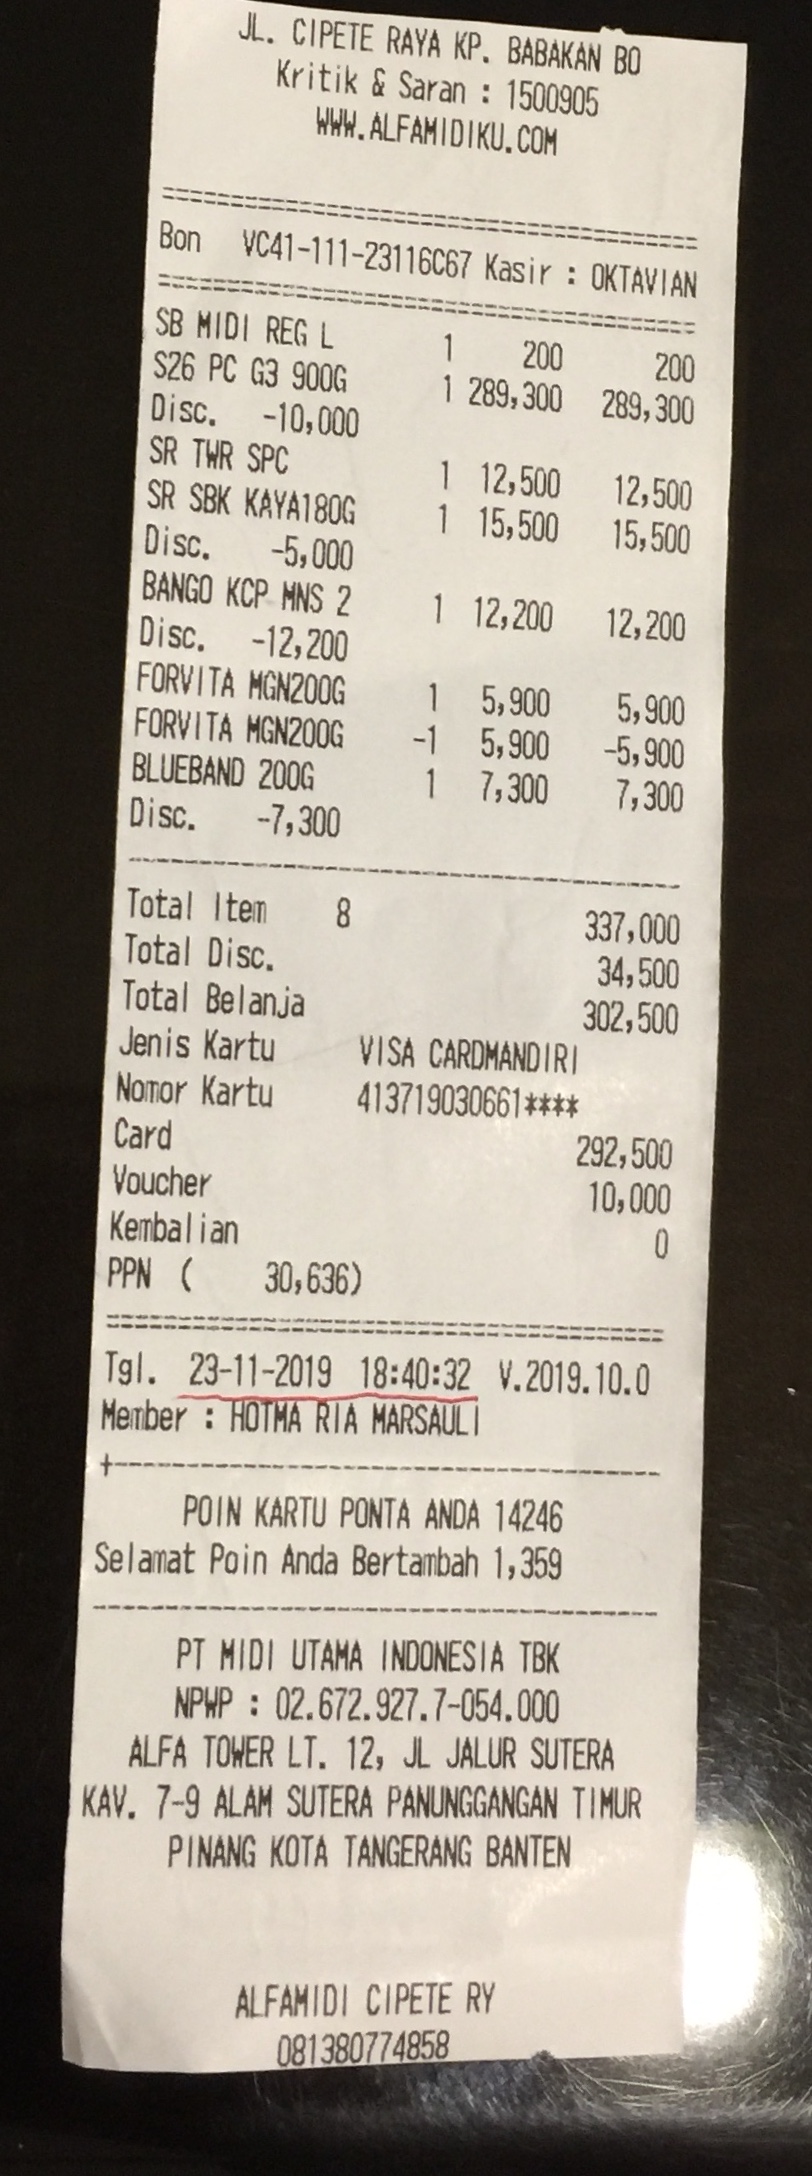 JL. CIPETE RAYA KP. BABAKAN BO
Kritik & Saran : 1500905
WWW.ALFAMIDIKU.COM
Bon VC41-111-23116C67 Kasir : OKTAVIAN
SB MIDI REG L 1 200 200
S26 PC G3 900G 1 289,300 289,300
Disc. -10,000
SR TWR SPC 1 12,500 12,500
SR SBK KAYA180G 1 15,500 15,500
Disc. -5,000
BANGO KCP MNS 2 1 12,200 12,200
Disc. -12,200
FORVITA MGN200G 1 5,900 5,900
FORVITA MGN200G -1 5,900 -5,900
BLUEBAND 200G 1 7,300 7,300
Disc. -7,300
Total Item 8 337,000
Total Disc. 34,500
Total Belanja 302,500
Jenis Kartu VISA CARDMANDIRI
Nomor Kartu 413719030661****
Card 292,500
Voucher 10,000
Kembalian 0
PPN ( 30,636)
Tgl. 23-11-2019 18:40:32 V.2019.10.0
Member : HOTMA RIA MARSAULI
POIN KARTU PONTA ANDA 14246
Selamat Poin Anda Bertambah 1,359
PT MIDI UTAMA INDONESIA TBK
NPWP : 02.672.927.7-054.000
ALFA TOWER LT. 12, JL JALUR SUTERA
KAV. 7-9 ALAM SUTERA PANUNGGANGAN TIMUR
PINANG KOTA TANGERANG BANTEN
ALFAMIDI CIPETE RY
081380774858